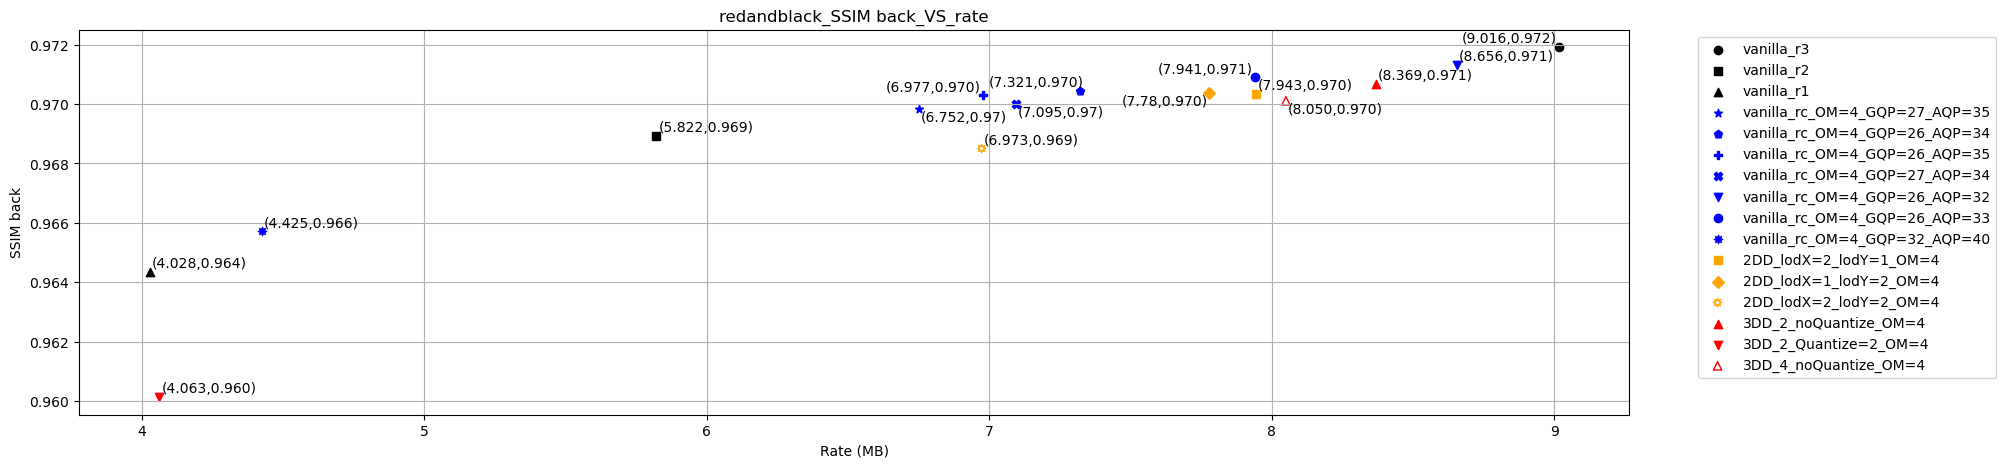 redandblack_SSIM back_VS_rate
SSIM back
0.972
0.970
0.968
0.966
0.964
0.962
0.960
(9.016,0.972)
(8.656,0.971)
(8.369,0.971)
(7.941,0.971)
(7.943,0.970)
(7.78,0.970)
(8.050,0.970)
(6.977,0.970)
(7.321,0.970)
(6.752,0.97)
(7.095,0.97)
(5.822,0.969)
(6.973,0.969)
(4.425,0.966)
(4.028,0.964)
(4.063,0.960)
4
5
6
7
8
9
Rate (MB)
vanilla_r3
vanilla_r2
vanilla_r1
vanilla_rc_OM=4_GQP=27_AQP=35
vanilla_rc_OM=4_GQP=26_AQP=34
vanilla_rc_OM=4_GQP=26_AQP=35
vanilla_rc_OM=4_GQP=27_AQP=34
vanilla_rc_OM=4_GQP=26_AQP=32
vanilla_rc_OM=4_GQP=26_AQP=33
vanilla_rc_OM=4_GQP=32_AQP=40
2DD_lodX=2_lodY=1_OM=4
2DD_lodX=1_lodY=2_OM=4
2DD_lodX=2_lodY=2_OM=4
3DD_2_noQuantize_OM=4
3DD_2_Quantize=2_OM=4
3DD_4_noQuantize_OM=4